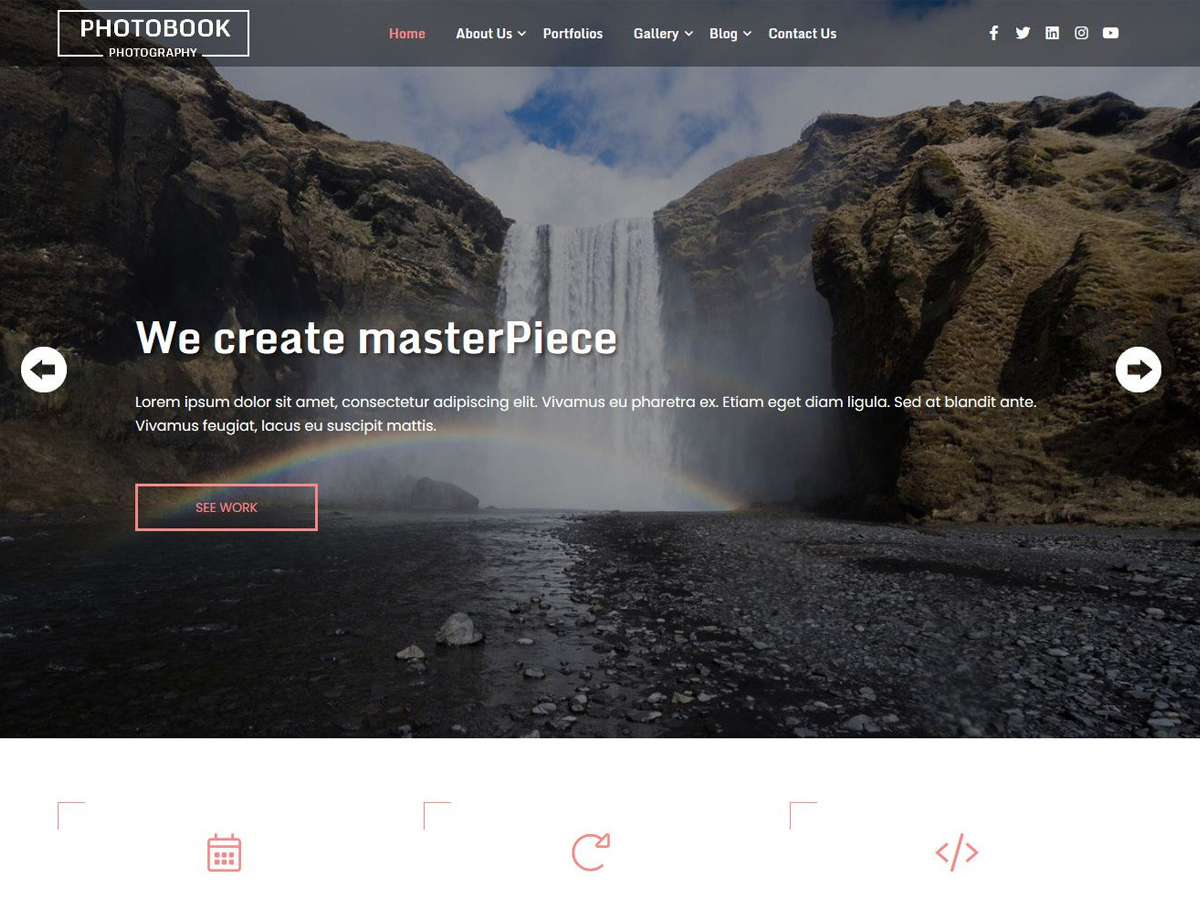 PHOTOBOOK
PHOTOGRAPHY
Home About Us Portfolios Gallery Blog Contact Us
We create masterPiece
Lorem ipsum dolor sit amet, consectetur adipiscing elit. Vivamus eu pharetra ex. Etiam eget diam ligula. Sed at blandit ante.
Vivamus feugiat, lacus eu suscipit mattis.
SEE WORK